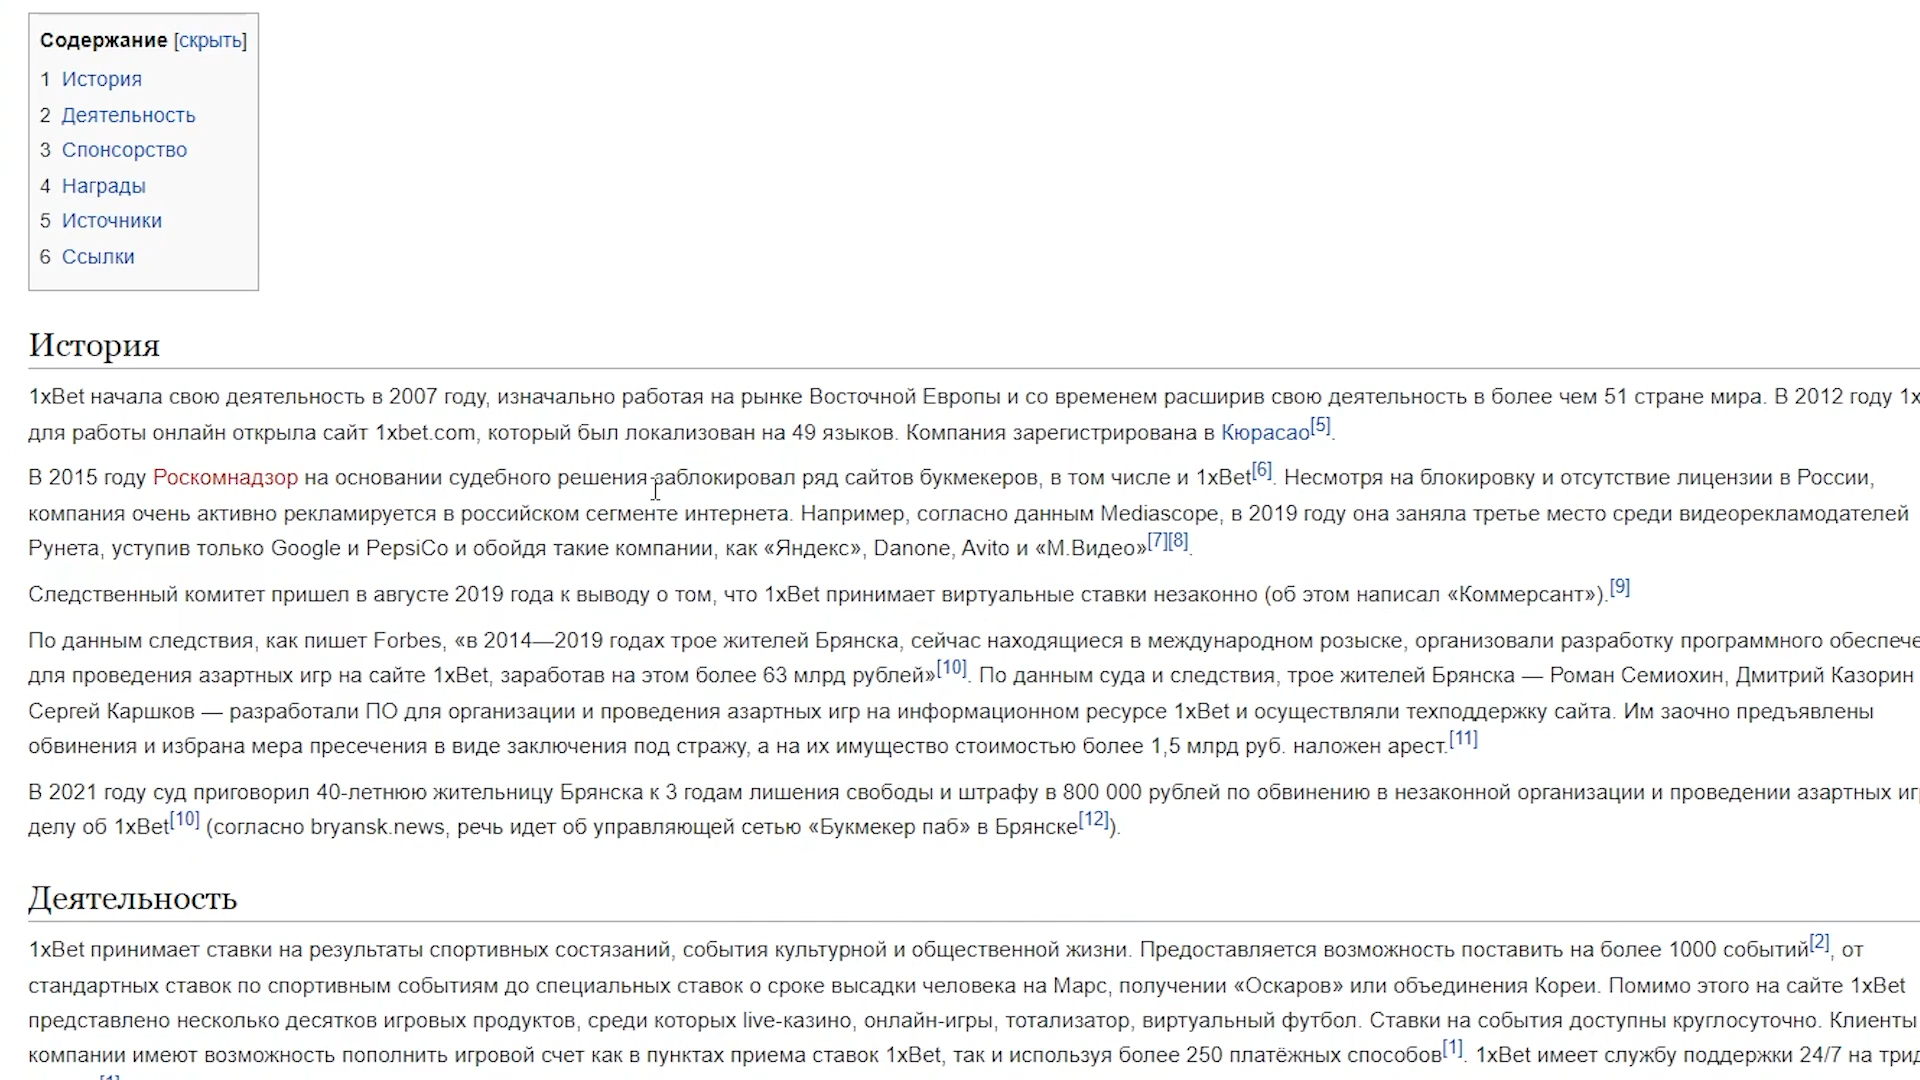 Содержание [скрыть]
1 История
2 Деятельность
3 Спонсорство
4 Награды
5 Источники
6 Ссылки
История
1xBet начала свою деятельность в 2007 году, изначально работая на рынке Восточной Европы и со временем расширив свою деятельность в более чем 51 стране мира. В 2012 году 1x
для работы онлайн открыла сайт 1xbet.com, который был локализован на 49 языков. Компания зарегистрирована в Кюрасао[5].
В 2015 году Роскомнадзор на основании судебного решения заблокировал ряд сайтов букмекеров, в том числе и 1xBet[6]. Несмотря на блокировку и отсутствие лицензии в России,
компания очень активно рекламируется в российском сегменте интернета. Например, согласно данным Mediascope, в 2019 году она заняла третье место среди видеорекламодателей
Рунета, уступив только Google и PepsiCo и обойдя такие компании, как «Яндекс», Danone, Avito и «М.Видео»[7][8].
Следственный комитет пришел в августе 2019 года к выводу о том, что 1xBet принимает виртуальные ставки незаконно (об этом написал «Коммерсант»).[9]
По данным следствия, как пишет Forbes, «в 2014—2019 годах трое жителей Брянска, сейчас находящиеся в международном розыске, организовали разработку программного обеспече
для проведения азартных игр на сайте 1xBet, заработав на этом более 63 млрд рублей»[10]. По данным суда и следствия, трое жителей Брянска — Роман Семиохин, Дмитрий Казорин
Сергей Каршков — разработали ПО для организации и проведения азартных игр на информационном ресурсе 1xBet и осуществляли техподдержку сайта. Им заочно предъявлены
обвинения и избрана мера пресечения в виде заключения под стражу, а на их имущество стоимостью более 1,5 млрд руб. наложен арест.[11]
В 2021 году суд приговорил 40-летнюю жительницу Брянска к 3 годам лишения свободы и штрафу в 800 000 рублей по обвинению в незаконной организации и проведении азартных иг
делу об 1xBet[10] (согласно bryansk.news, речь идет об управляющей сетью «Букмекер паб» в Брянске[12]).
Деятельность
1xBet принимает ставки на результаты спортивных состязаний, события культурной и общественной жизни. Предоставляется возможность поставить на более 1000 событий[2], от
стандартных ставок по спортивным событиям до специальных ставок о сроке высадки человека на Марс, получении «Оскаров» или объединения Кореи. Помимо этого на сайте 1xBet
представлено несколько десятков игровых продуктов, среди которых live-казино, онлайн-игры, тотализатор, виртуальный футбол. Ставки на события доступны круглосуточно. Клиенты
компании имеют возможность пополнить игровой счет как в пунктах приема ставок 1xBet, так и используя более 250 платёжных способов[1]. 1xBet имеет службу поддержки 24/7 на трид
[1]